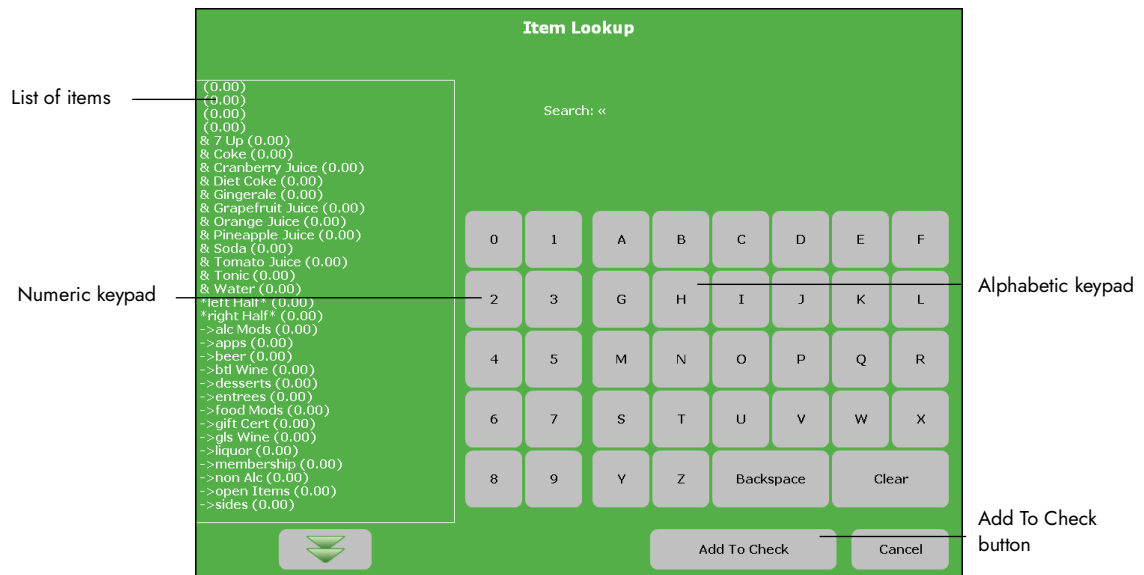 Item Lookup
List of items
(0.00)
(0.00)
(0.00)
(0.00)
& 7 Up (0.00)
& Coke (0.00)
& Cranberry Juice (0.00)
& Diet Coke (0.00)
& Gingerale (0.00)
& Grapefruit Juice (0.00)
& Orange Juice (0.00)
& Pineapple Juice (0.00)
& Soda (0.00)
& Tomato Juice (0.00)
& Tonic (0.00)
& Water (0.00)
*left Half* (0.00)
*right Half* (0.00)
->alc Mods (0.00)
->apps (0.00)
->beer (0.00)
->btl Wine (0.00)
->desserts (0.00)
->entrees (0.00)
->food Mods (0.00)
->gift Cert (0.00)
->gls Wine (0.00)
->liquor (0.00)
->membership (0.00)
->non Alc (0.00)
->open Items (0.00)
->sides (0.00)
Numeric keypad
Search: «
0 1 A B C D E F
2 3 G H I J K L
4 5 M N O P Q R
6 7 S T U V W X
8 9 Y Z Backspace Clear
Alphabetic keypad
Add To Check Cancel
Add To Check
button